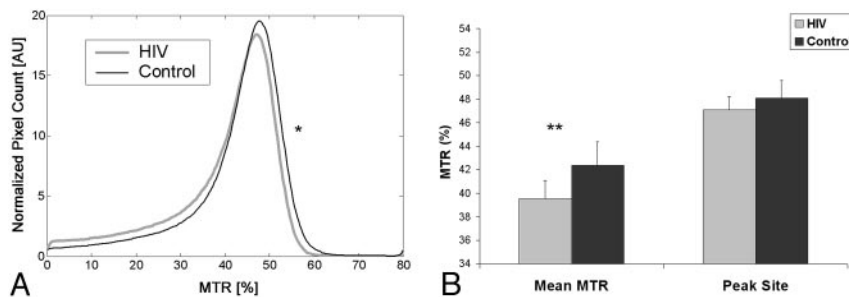 20
15
10
5
0
Normalized Pixel Count [AU]
HIV
Control
*
0 10 20 30 40 50 60 70 80
MTR [%]
A
54
52
50
48
46
44
42
40
38
36
34
MTR (%)
HIV
Control
**
Mean MTR Peak Site
B